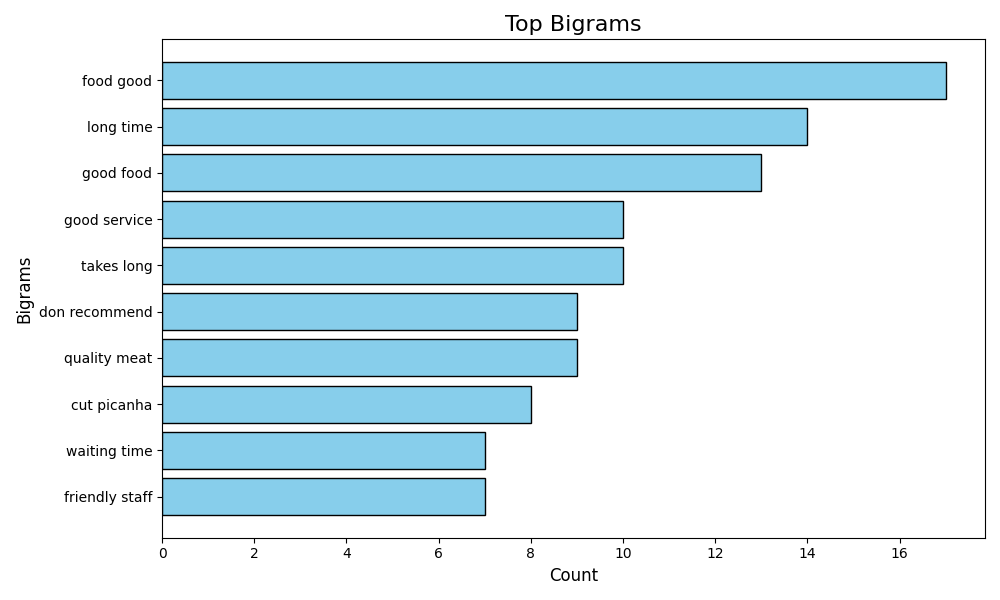 Top Bigrams
Bigrams
food good
long time
good food
good service
takes long
don recommend
quality meat
cut picanha
waiting time
friendly staff
0 2 4 6 8 10 12 14 16
Count